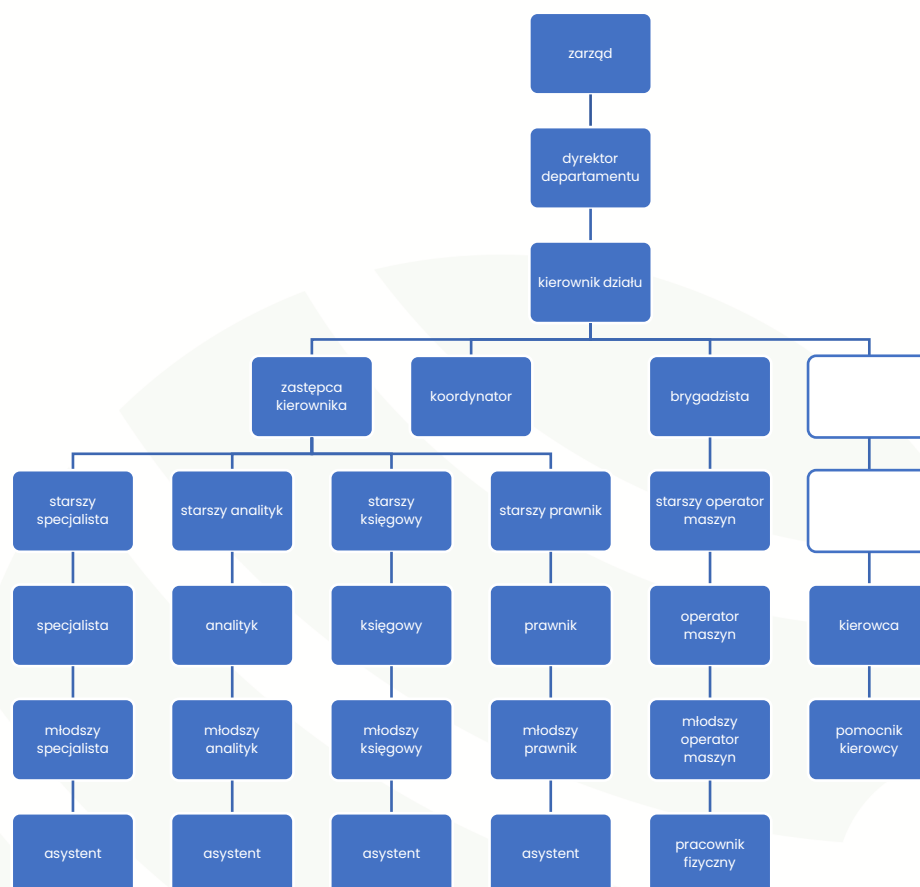 zarząd
dyrektor
departamentu
kierownik działu
zastępca
kierownika
koordynator
brygadzista
starszy
specjalista
starszy analityk
starszy
księgowy
starszy prawnik
starszy operator
maszyn
specjalista
analityk
księgowy
prawnik
operator
maszyn
kierowca
młodszy
specjalista
młodszy
analityk
młodszy
księgowy
młodszy
prawnik
młodszy
operator
maszyn
pomocnik
kierowcy
asystent
asystent
asystent
asystent
pracownik
fizyczny